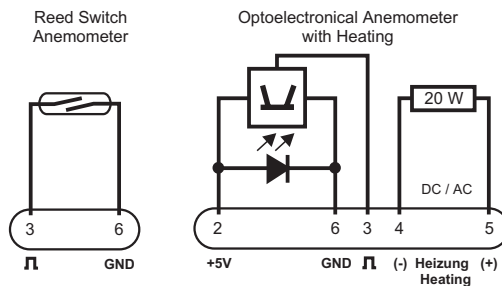 Reed Switch
Anemometer
Optoelectronical Anemometer
with Heating
20 W
DC / AC
3 6
2 6 3 4 5
GND
+5V GND (-) Heizung (+)
Heating